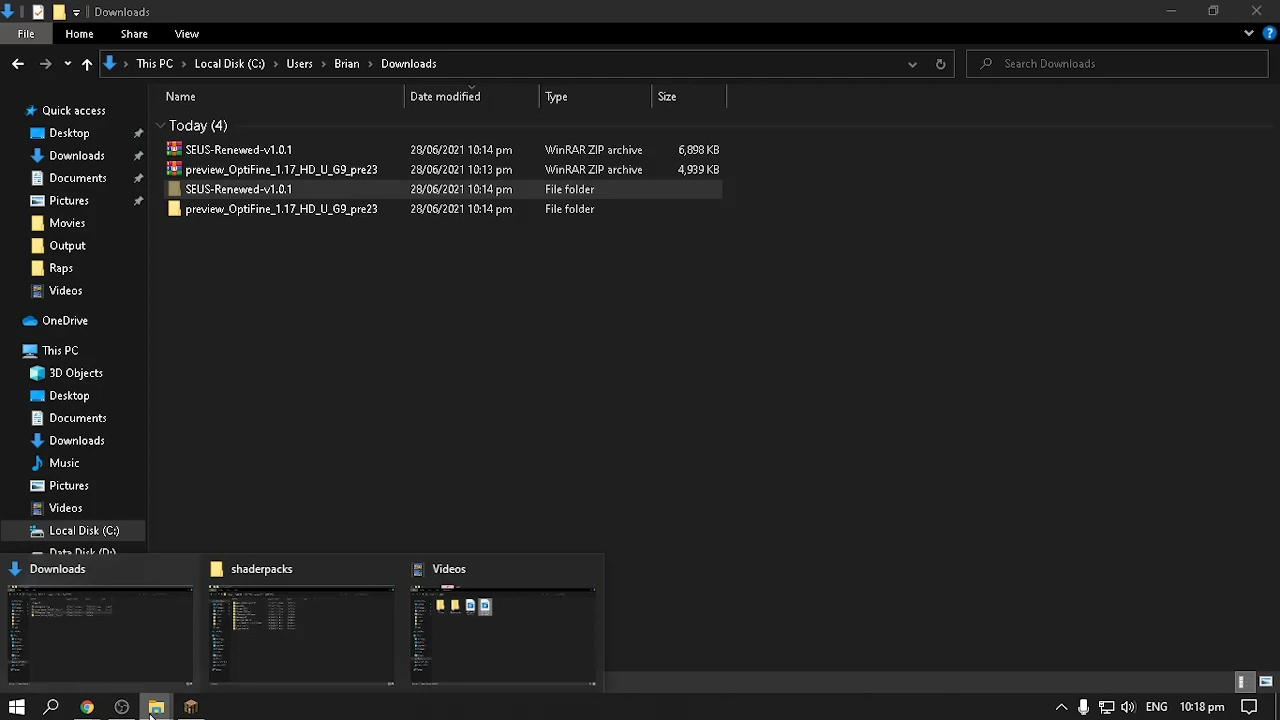 Downloads
File Home Share View
This PC Local Disk (C:) Users Brian Downloads Search Downloads
Name Date modified Type Size
Today (4)
SEUS-Renewed-v1.0.1 28/06/2021 10:14 pm WinRAR ZIP archive 6,898 KB
preview_OptiFine_1.17_HD_U_G9_pre23 28/06/2021 10:13 pm WinRAR ZIP archive 4,939 KB
SEUS-Renewed-v1.0.1 28/06/2021 10:14 pm File folder
preview_OptiFine_1.17_HD_U_G9_pre23 28/06/2021 10:14 pm File folder
Quick access
Desktop
Downloads
Documents
Pictures
Movies
Output
Raps
Videos
OneDrive
This PC
3D Objects
Desktop
Documents
Downloads
Music
Pictures
Videos
Local Disk (C:)
Data Disk (D:)
Downloads shaderpacks Videos
ENG 10:18 pm